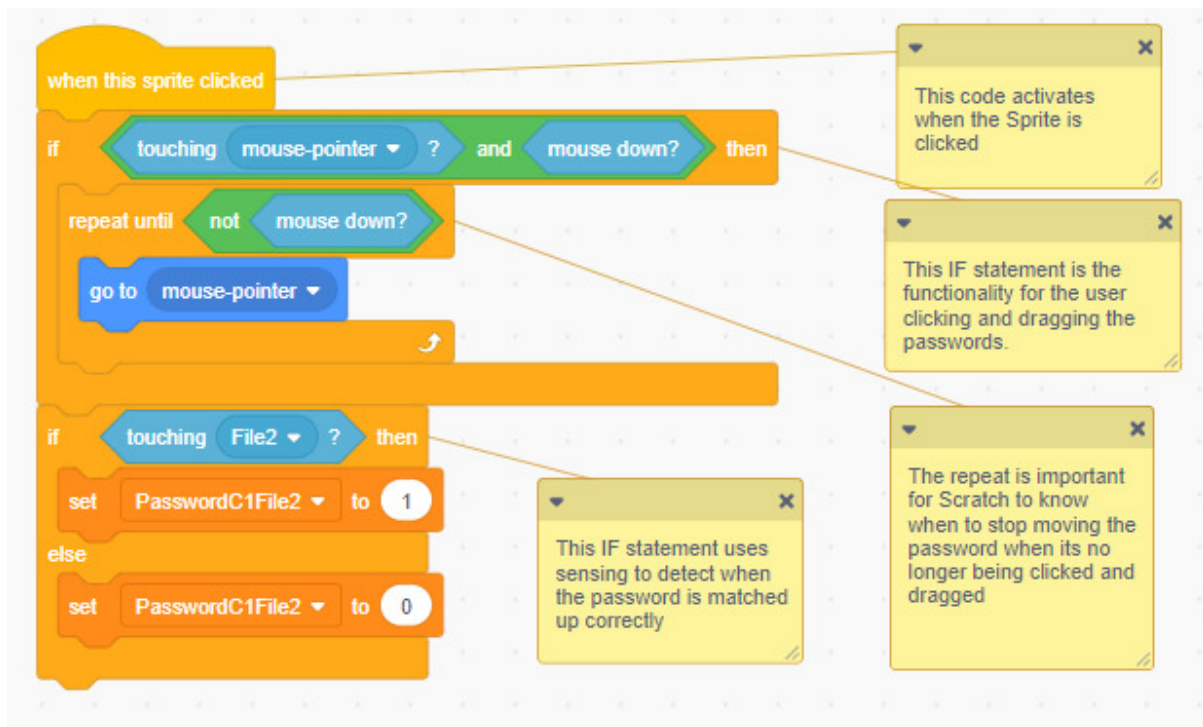 when this sprite clicked
if touching mouse-pointer ? and mouse down? then
repeat until not mouse down?
go to mouse-pointer
if touching File2 ? then
set PasswordC1File2 to 1
else
set PasswordC1File2 to 0
This code activates
when the Sprite is
clicked
This IF statement is the
functionality for the user
clicking and dragging the
passwords.
This IF statement uses
sensing to detect when
the password is matched
up correctly
The repeat is important
for Scratch to know
when to stop moving the
password when its no
longer being clicked and
dragged